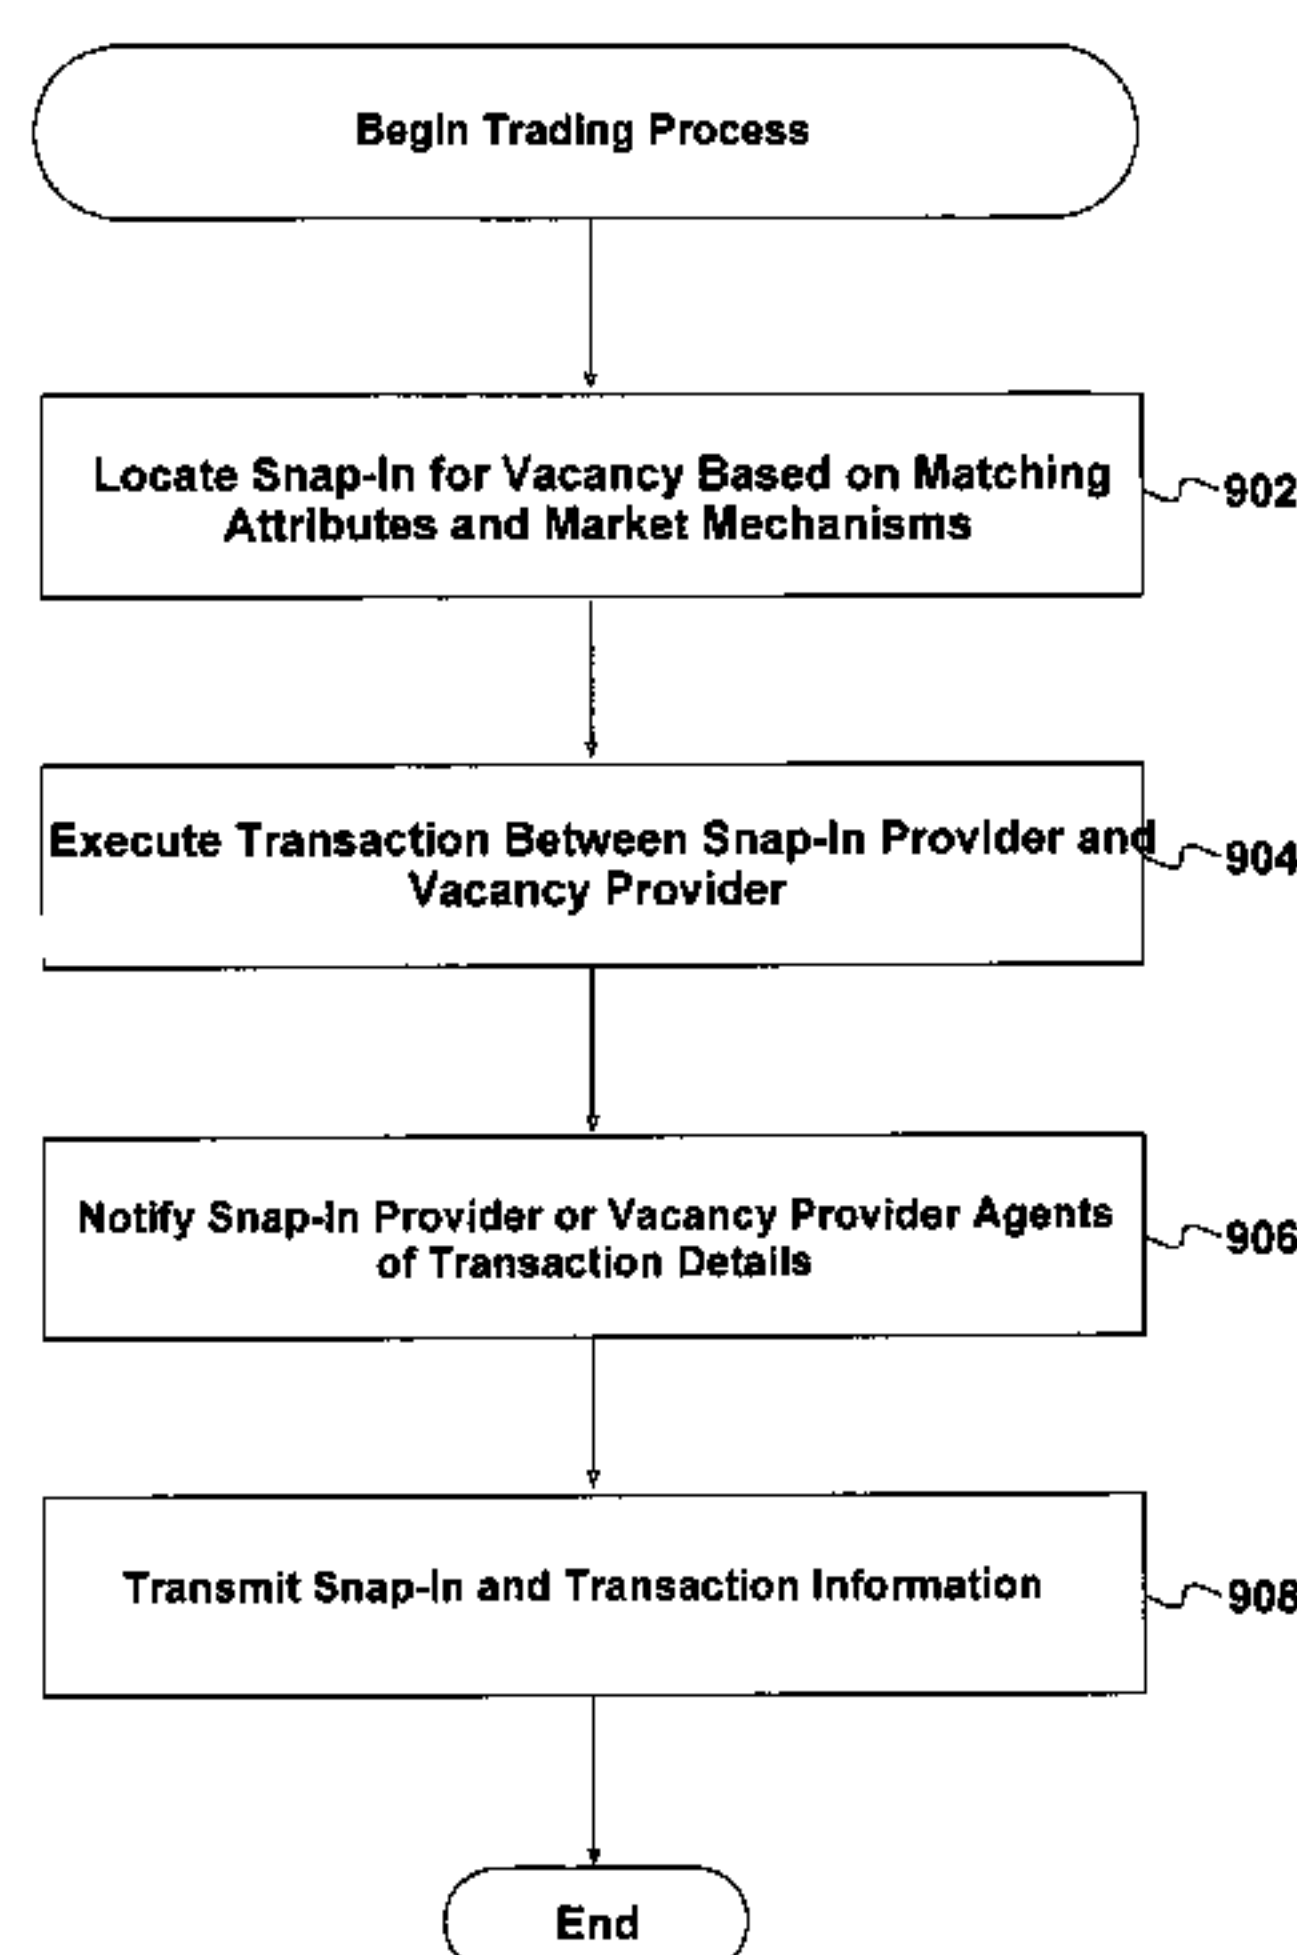 Begin Trading Process
Locate Snap-In for Vacancy Based on Matching
Attributes and Market Mechanisms
902
Execute Transaction Between Snap-In Provider and
Vacancy Provider
904
Notify Snap-In Provider or Vacancy Provider Agents
of Transaction Details
906
Transmit Snap-In and Transaction Information
908
End